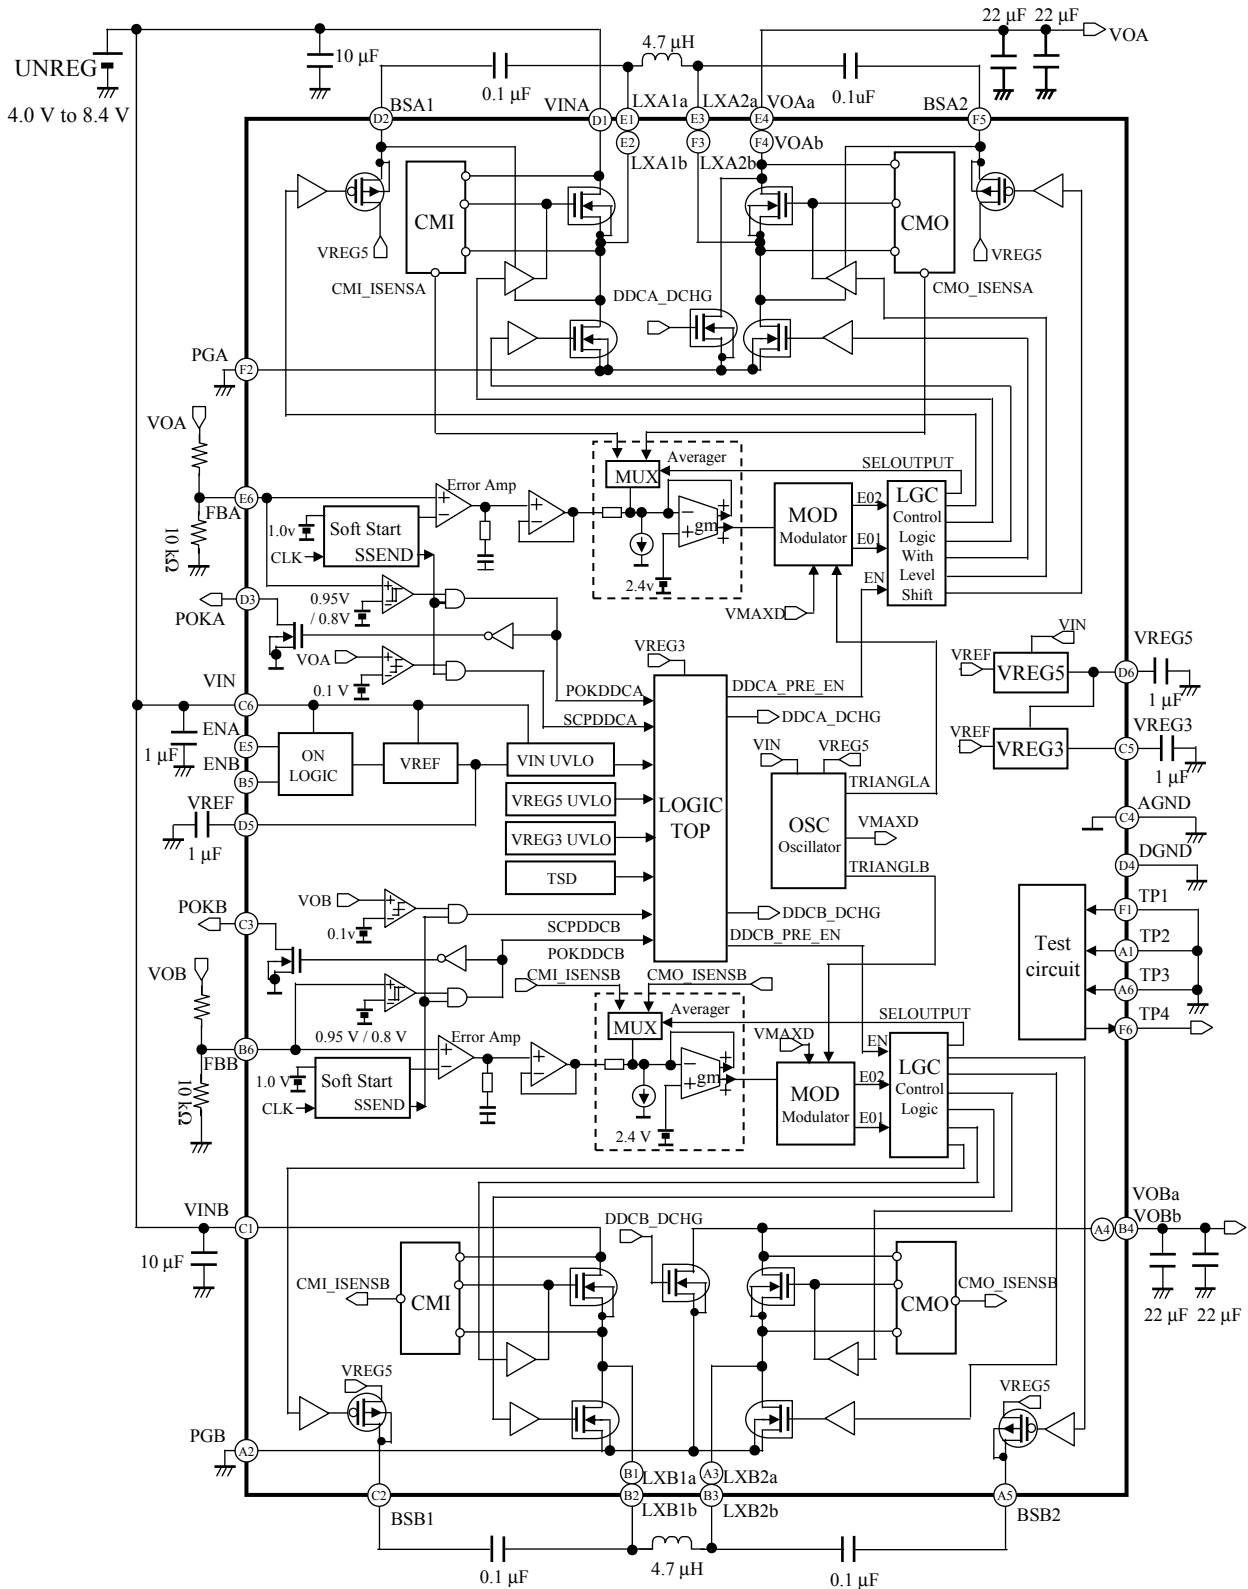 22 μF 22 μF
VOA
4.7 μH
10 μF
UNREG
4.0 V to 8.4 V
0.1 μF
0.1uF
BSA1
VINA
LXA1a
LXA2a
VOAa
BSA2
D2
D1
E1
E3
E4
F5
E2
F3
F4
LXA1b
LXA2b
VOAb
CMI
CMO
VREG5
VREG5
CMI_ISENSA
DDCA_DCHG
CMO_ISENSA
PGA
F2
VOA
Averager
MUX
SELOUTPUT
Error Amp
E6
FBA
10 kΩ
1.0v
Soft Start
CLK
SSEND
gm
2.4v
MOD
Modulator
E02
E01
EN
LGC
Control
Logic
With
Level
Shift
VMAXD
D3
POKA
0.95V
/ 0.8V
VOA
0.1 V
VREG3
VIN
VREF
VREG5
VREG5
D6
1 μF
VIN
C6
POKDDCA
SCPDDCA
DDCA_PRE_EN
DDCA_DCHG
VREF
VREG3
VREG3
C5
1 μF
1 μF
ENA
E5
ENB
B5
ON
LOGIC
VREF
VIN UVLO
VREG5 UVLO
VREG3 UVLO
TSD
LOGIC
TOP
VIN
VREG5
TRIANGLA
OSC
Oscillator
VMAXD
TRIANGLB
VREF
D5
1 μF
AGND
C4
DGND
D4
TP1
F1
TP2
A1
TP3
A6
TP4
F6
Test
circuit
POKB
C3
VOB
0.1v
SCPDDCB
POKDDCB
DDCB_DCHG
DDCB_PRE_EN
VOB
CMI_ISENSB
CMO_ISENSB
Averager
MUX
SELOUTPUT
0.95 V / 0.8 V
Error Amp
B6
FBB
10 kΩ
1.0 V
Soft Start
CLK
SSEND
gm
2.4 V
VMAXD
MOD
Modulator
EN
E02
E01
LGC
Control
Logic
VINB
C1
10 μF
DDCB_DCHG
VOBa
VOBb
A4
B4
22 μF
22 μF
CMI_ISENSB
CMI
CMO
CMO_ISENSB
VREG5
VREG5
PGB
A2
B1
LXB1a
A3
LXB2a
C2
B2
LXB1b
B3
LXB2b
A5
BSB1
BSB2
0.1 μF
4.7 μH
0.1 μF